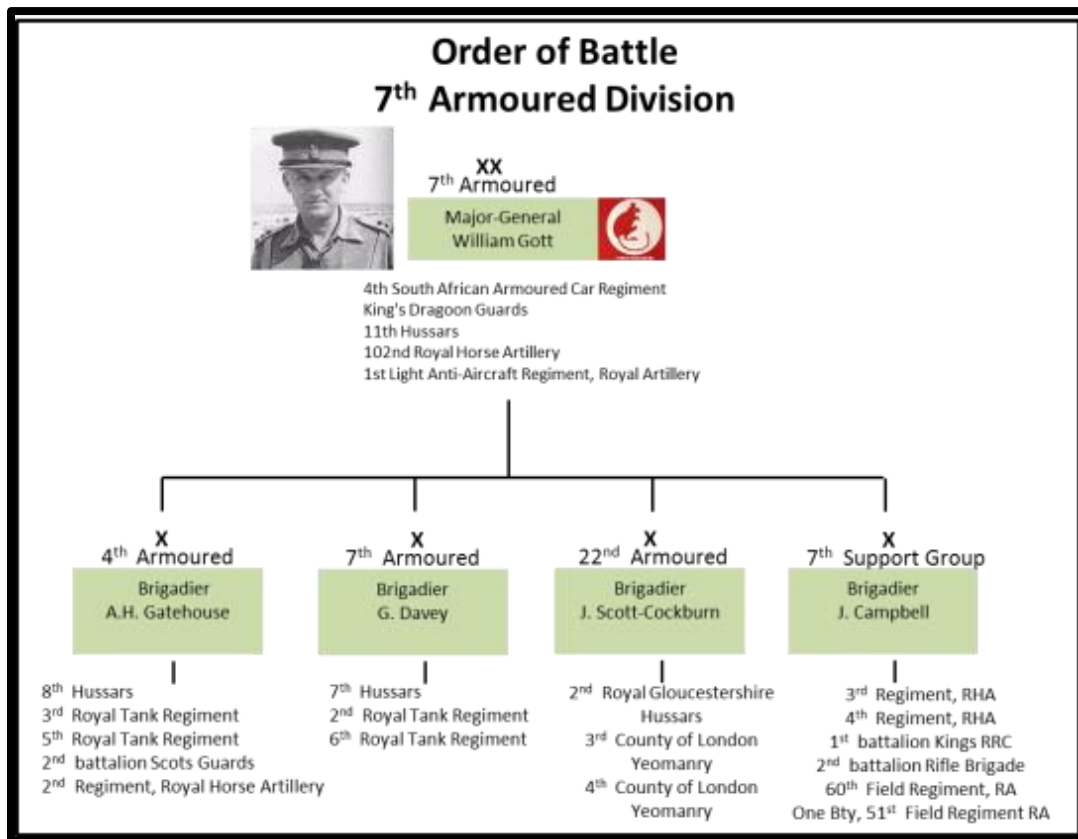 Order of Battle
7th Armoured Division
XX
7th Armoured
Major-General
William Gott
4th South African Armoured Car Regiment
King's Dragoon Guards
11th Hussars
102nd Royal Horse Artillery
1st Light Anti-Aircraft Regiment, Royal Artillery
X
4th Armoured
Brigadier
A.H. Gatehouse
8th Hussars
3rd Royal Tank Regiment
5th Royal Tank Regiment
2nd battalion Scots Guards
2nd Regiment, Royal Horse Artillery
X
7th Armoured
Brigadier
G. Davey
7th Hussars
2nd Royal Tank Regiment
6th Royal Tank Regiment
X
22nd Armoured
Brigadier
J. Scott-Cockburn
2nd Royal Gloucestershire
Hussars
3rd County of London
Yeomanry
4th County of London
Yeomanry
X
7th Support Group
Brigadier
J. Campbell
3rd Regiment, RHA
4th Regiment, RHA
1st battalion Kings RRC
2nd battalion Rifle Brigade
60th Field Regiment, RA
One Bty, 51st Field Regiment RA